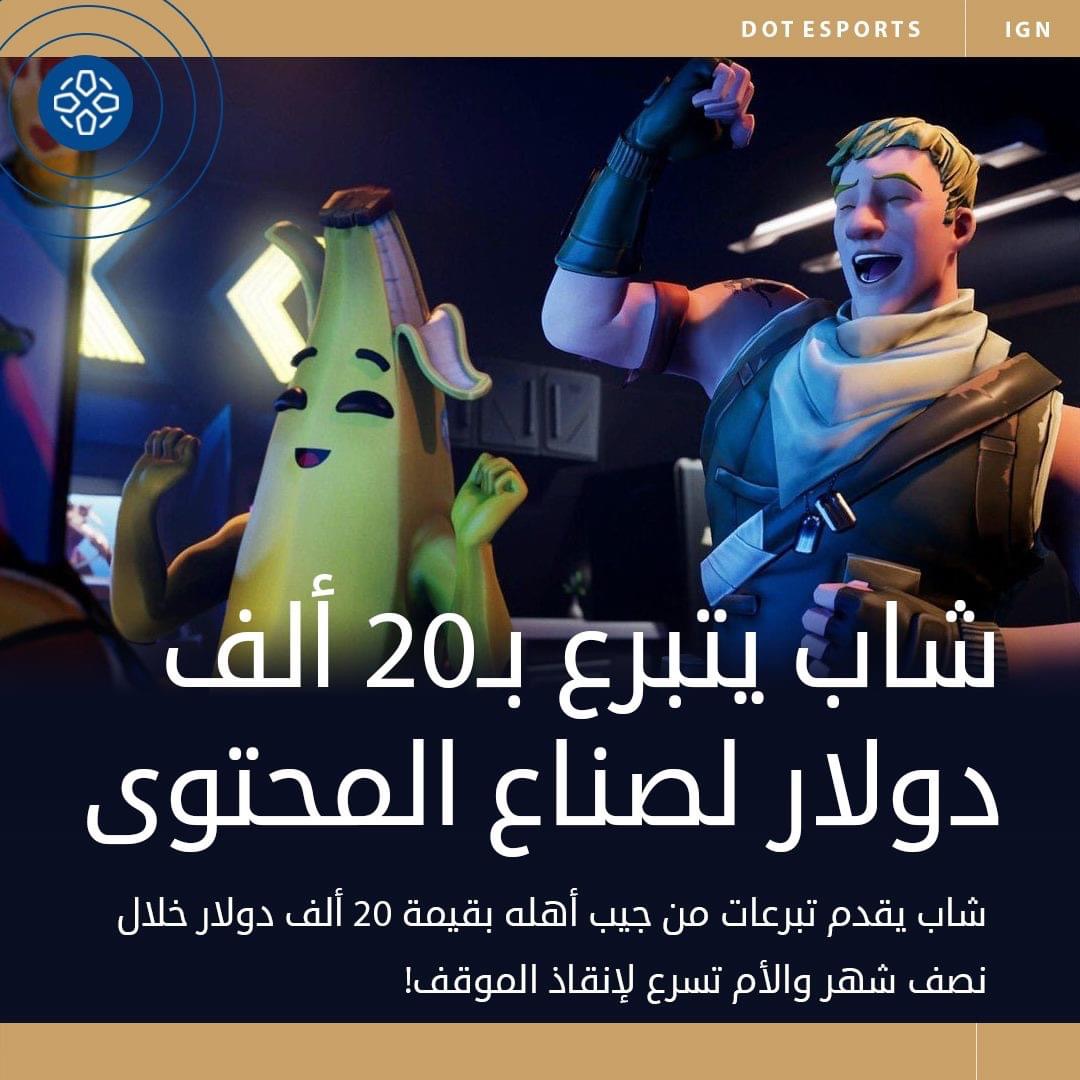 DOT ESPORTS
IGN
شاب يتبرع بـ20 ألف
دولار لصناع المحتوى
شاب يقدم تبرعات من جيب أهله بقيمة 20 ألف دولار خلال
نصف شهر والأم تسرع لإنقاذ الموقف!